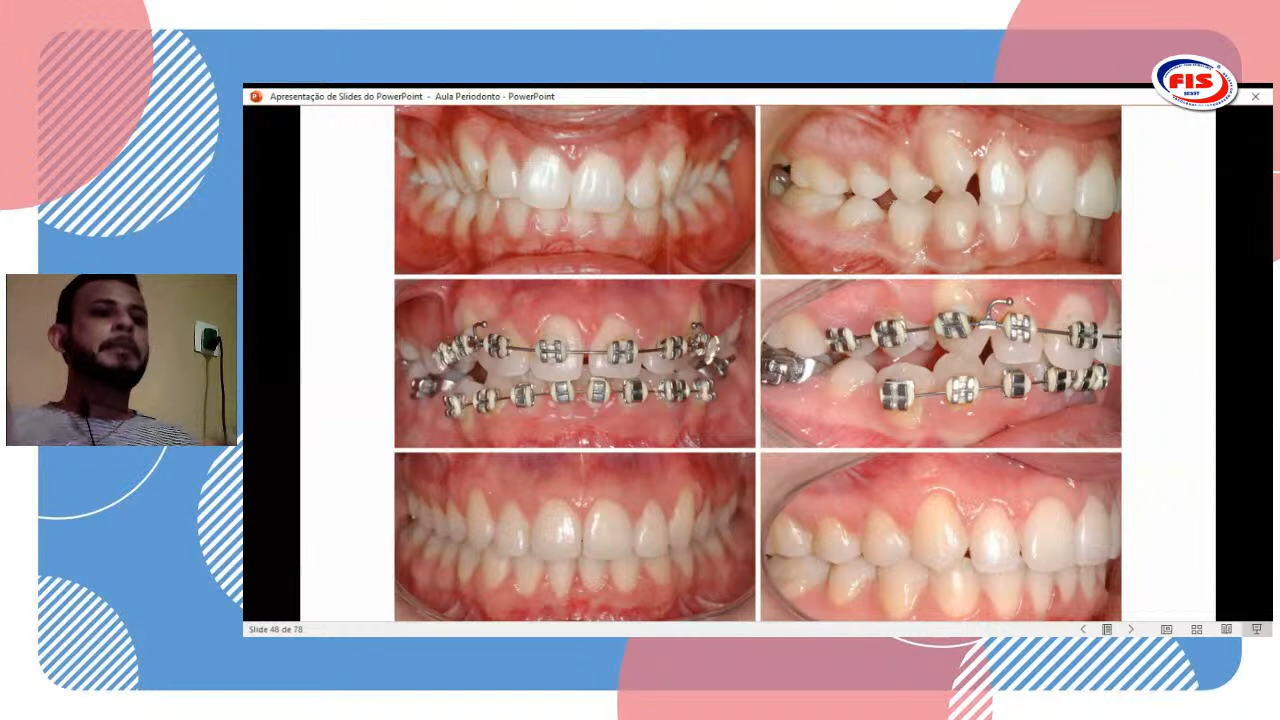 Apresentação de Slides do PowerPoint - Aula Periodonto - PowerPoint
FIS
Slide 48 de 78